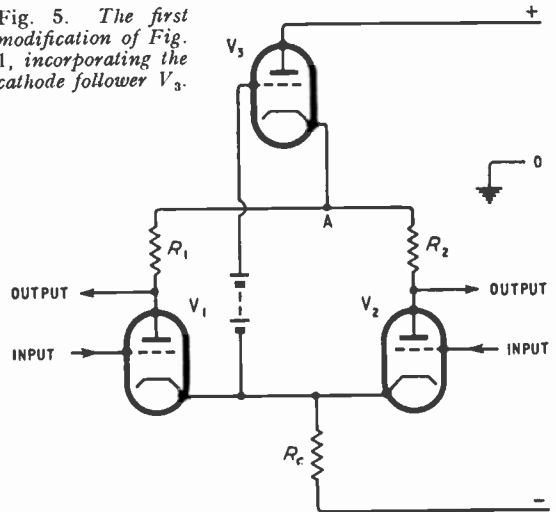 Fig. 5. The first
modification of Fig.
1, incorporating the
cathode follower V₃.
V₃
+
0
A
R₁
R₂
OUTPUT
V₁
V₂
OUTPUT
INPUT
INPUT
R꜀
−